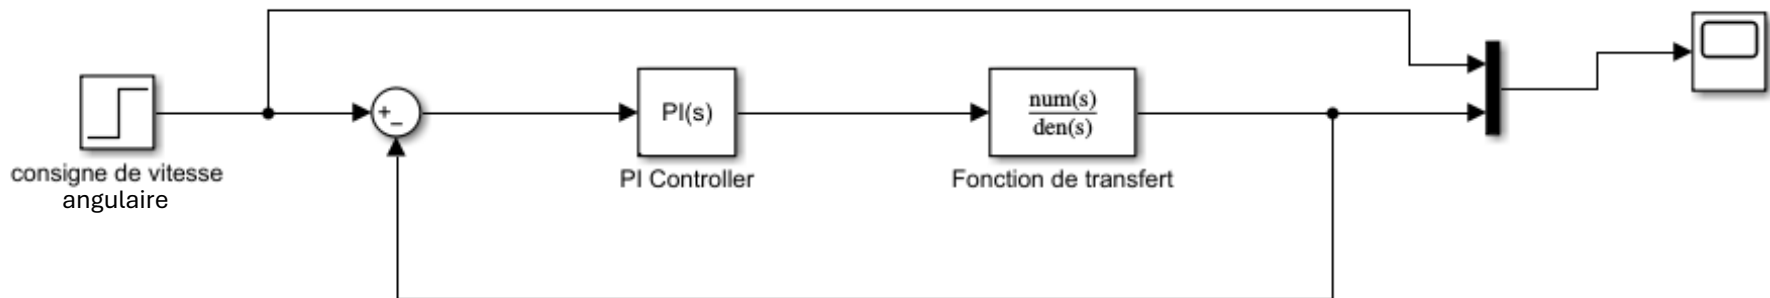 consigne de vitesse
angulaire
+
−
PI(s)
PI Controller
num(s)
den(s)
Fonction de transfert